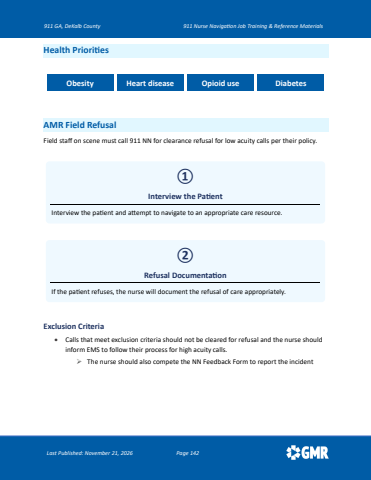 911 GA, DeKalb County 911 Nurse Navigation Job Training & Reference Materials
Health Priorities
Obesity Heart disease Opioid use Diabetes
AMR Field Refusal
Field staff on scene must call 911 NN for clearance refusal for low acuity calls per their policy.
1
Interview the Patient
Interview the patient and attempt to navigate to an appropriate care resource.
2
Refusal Documentation
If the patient refuses, the nurse will document the refusal of care appropriately.
Exclusion Criteria
• Calls that meet exclusion criteria should not be cleared for refusal and the nurse should
inform EMS to follow their process for high acuity calls.
➢ The nurse should also compete the NN Feedback Form to report the incident
Last Published: November 21, 2026 Page 142 GMR